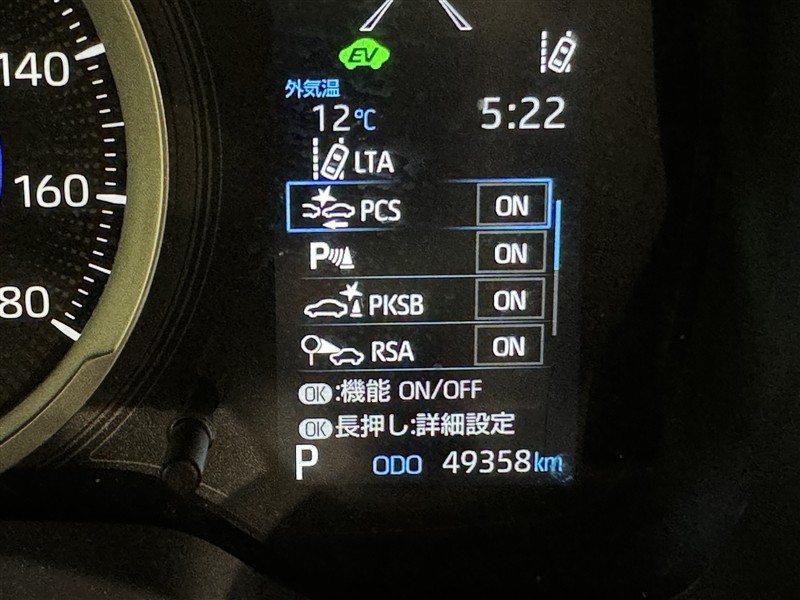 140
160
80
EV
外気温
12℃ 5:22
LTA
PCS ON
P ON
PKSB ON
RSA ON
OK:機能 ON/OFF
OK長押し:詳細設定
P ODO 49358km